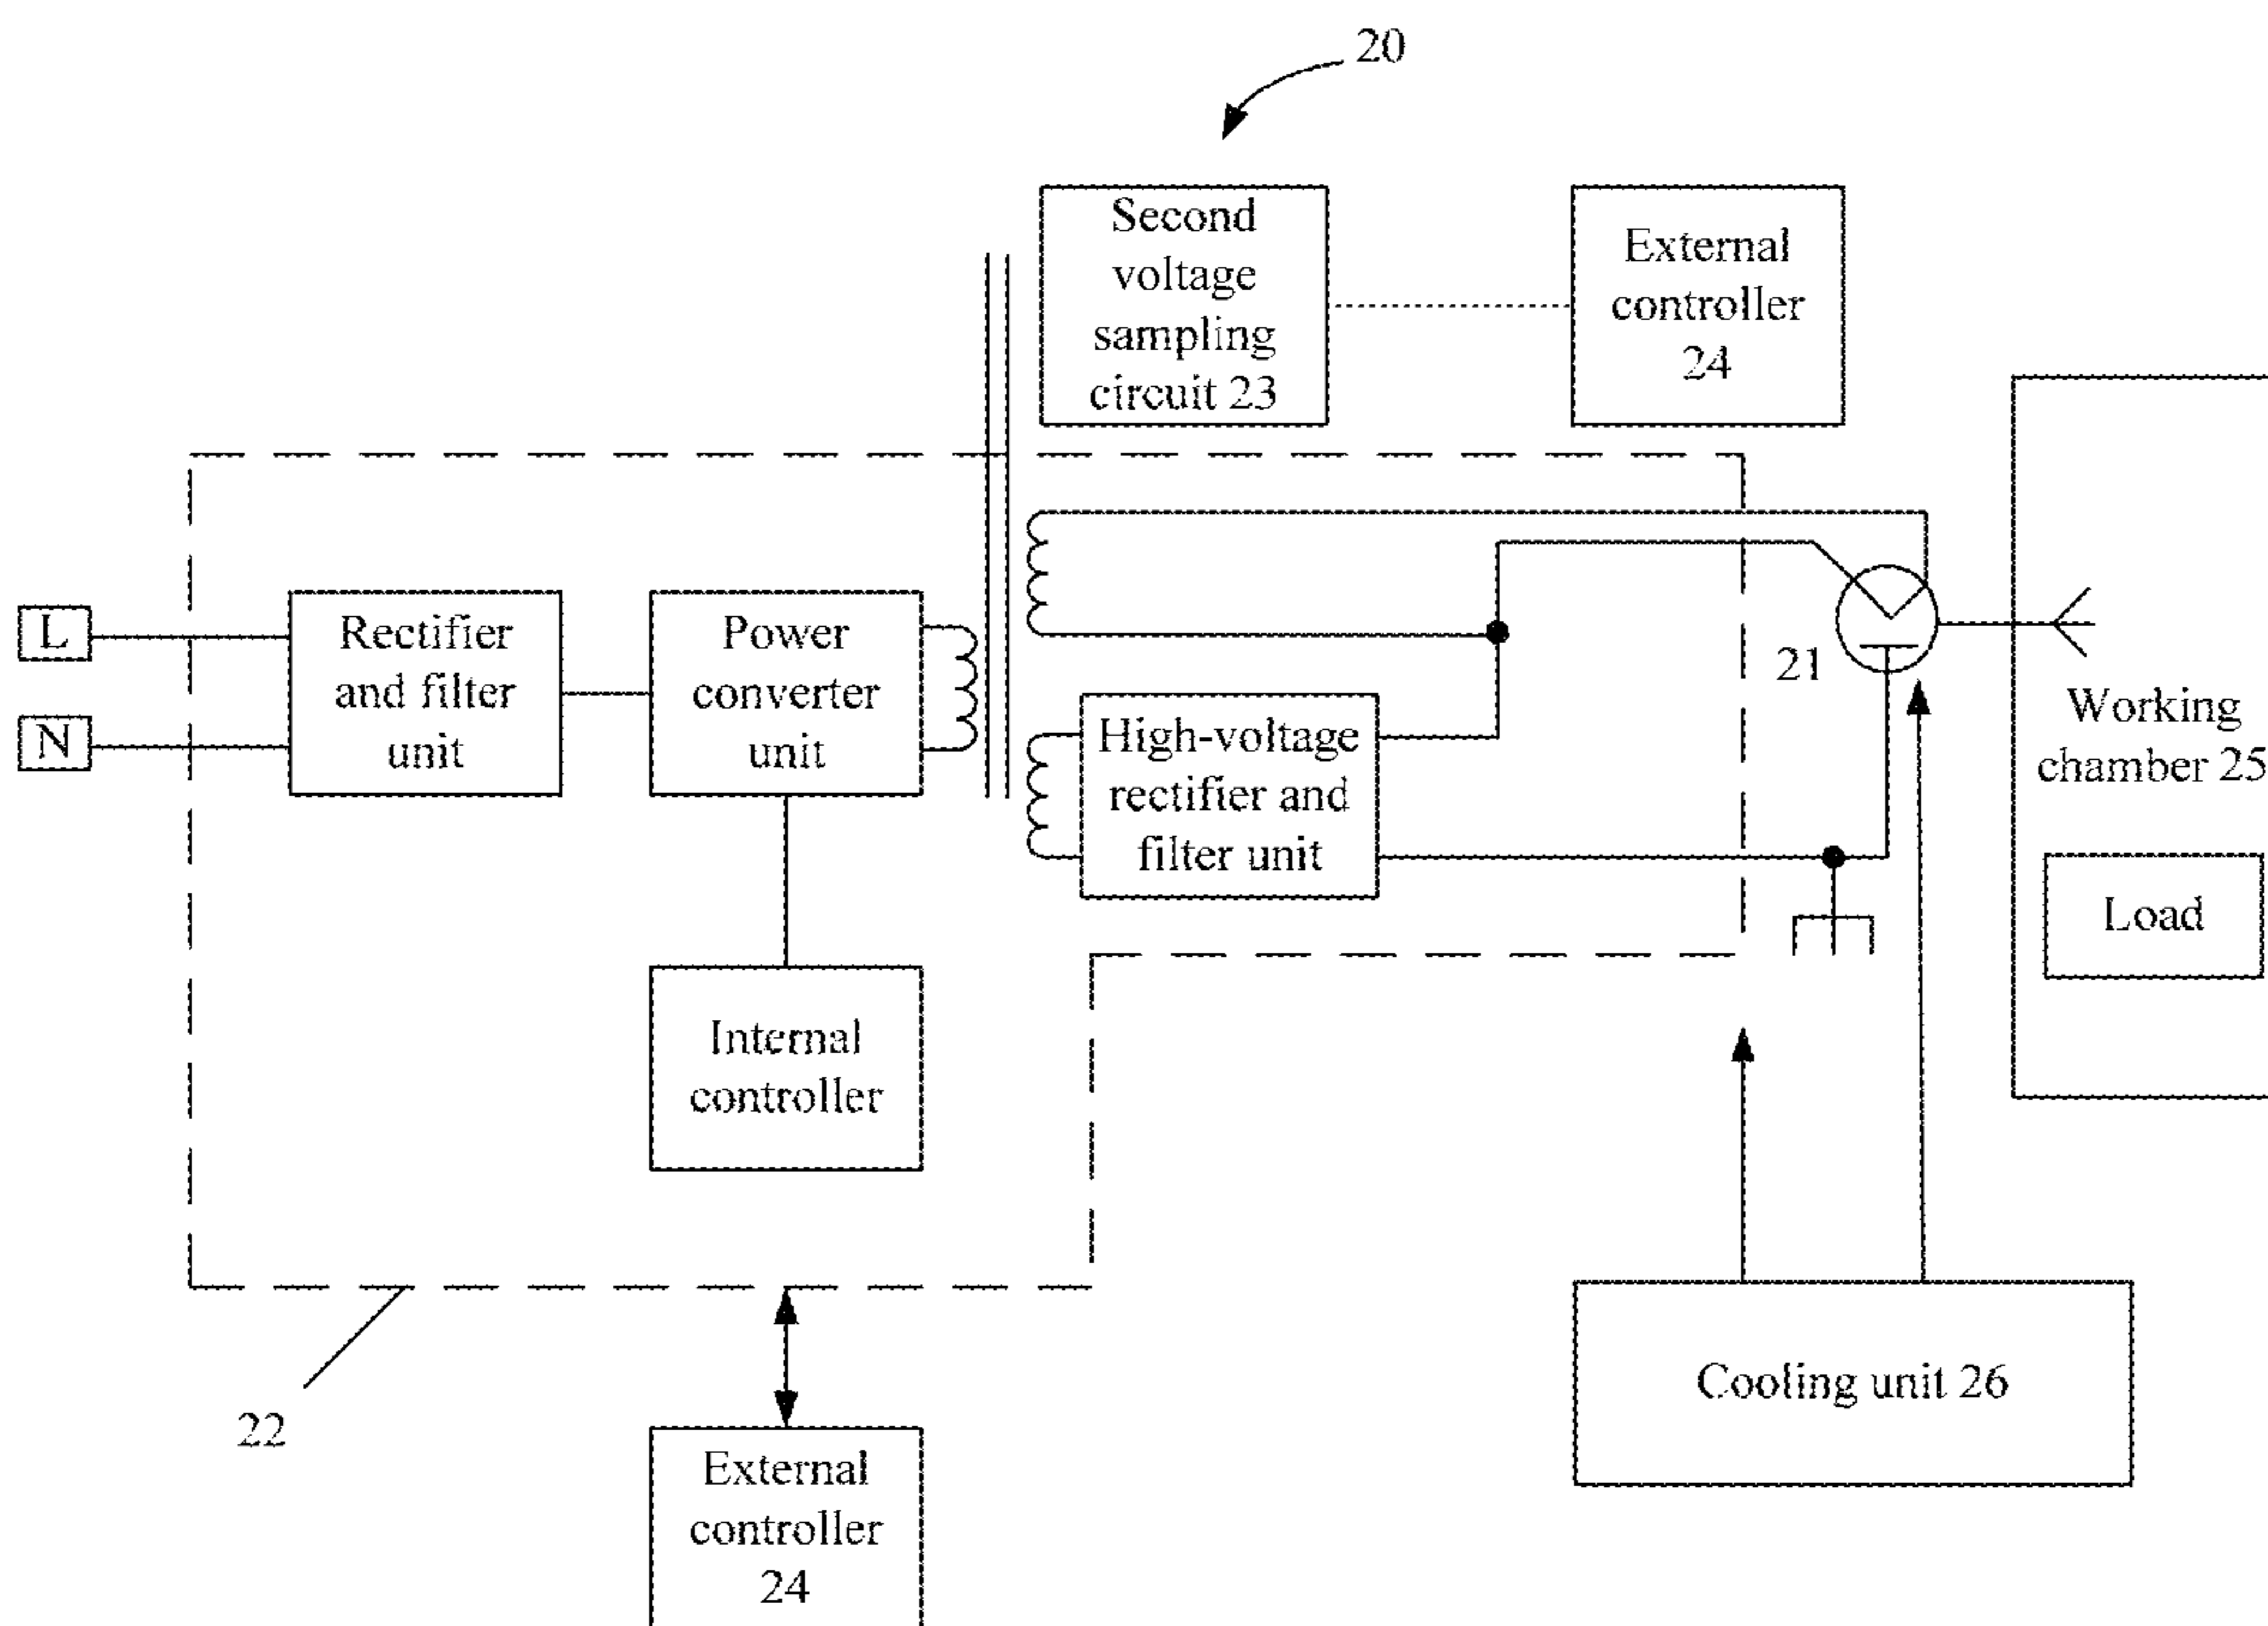 20
Second
voltage
sampling
circuit 23
External
controller
24
L
N
Rectifier
and filter
unit
Power
converter
unit
High-voltage
rectifier and
filter unit
21
Working
chamber 25
Load
Internal
controller
22
External
controller
24
Cooling unit 26